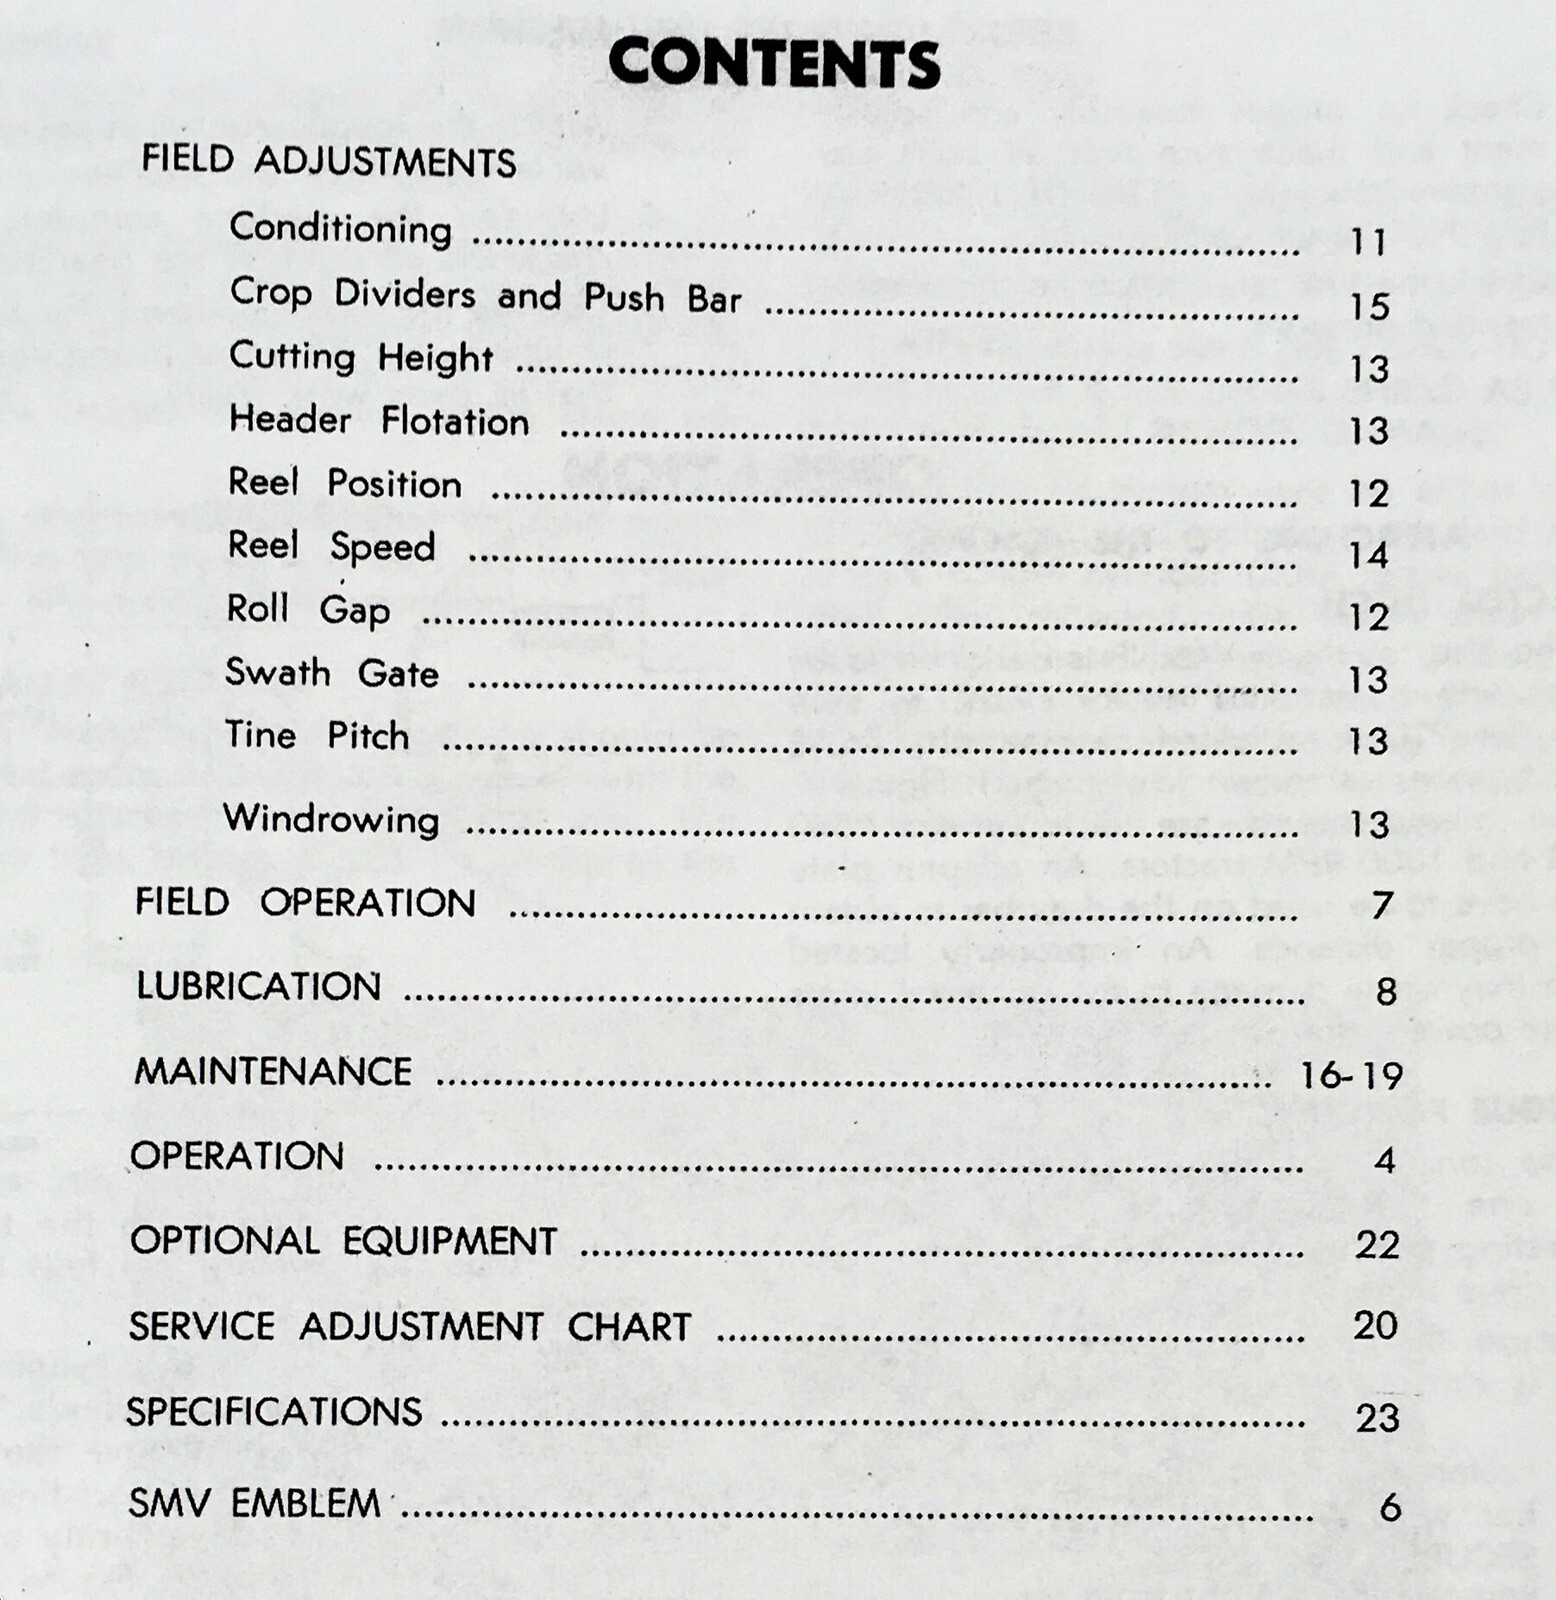 CONTENTS
FIELD ADJUSTMENTS
Conditioning ........ 11
Crop Dividers and Push Bar ........ 15
Cutting Height ........ 13
Header Flotation ........ 13
Reel Position ........ 12
Reel Speed ........ 14
Roll Gap ........ 12
Swath Gate ........ 13
Tine Pitch ........ 13
Windrowing ........ 13
FIELD OPERATION ........ 7
LUBRICATION ........ 8
MAINTENANCE ........ 16-19
OPERATION ........ 4
OPTIONAL EQUIPMENT ........ 22
SERVICE ADJUSTMENT CHART ........ 20
SPECIFICATIONS ........ 23
SMV EMBLEM ........ 6